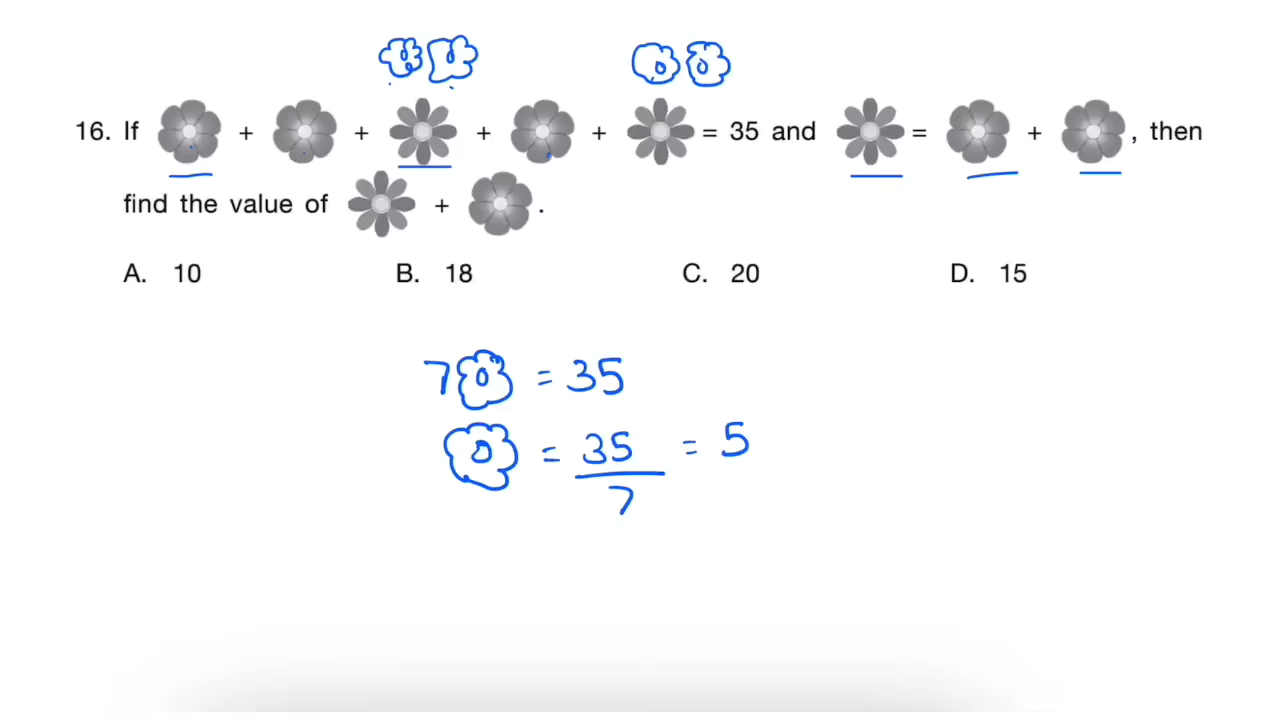 16. If + + + + = 35 and = + , then
find the value of + .
A. 10 B. 18 C. 20 D. 15
7 = 35
= 35/7 = 5